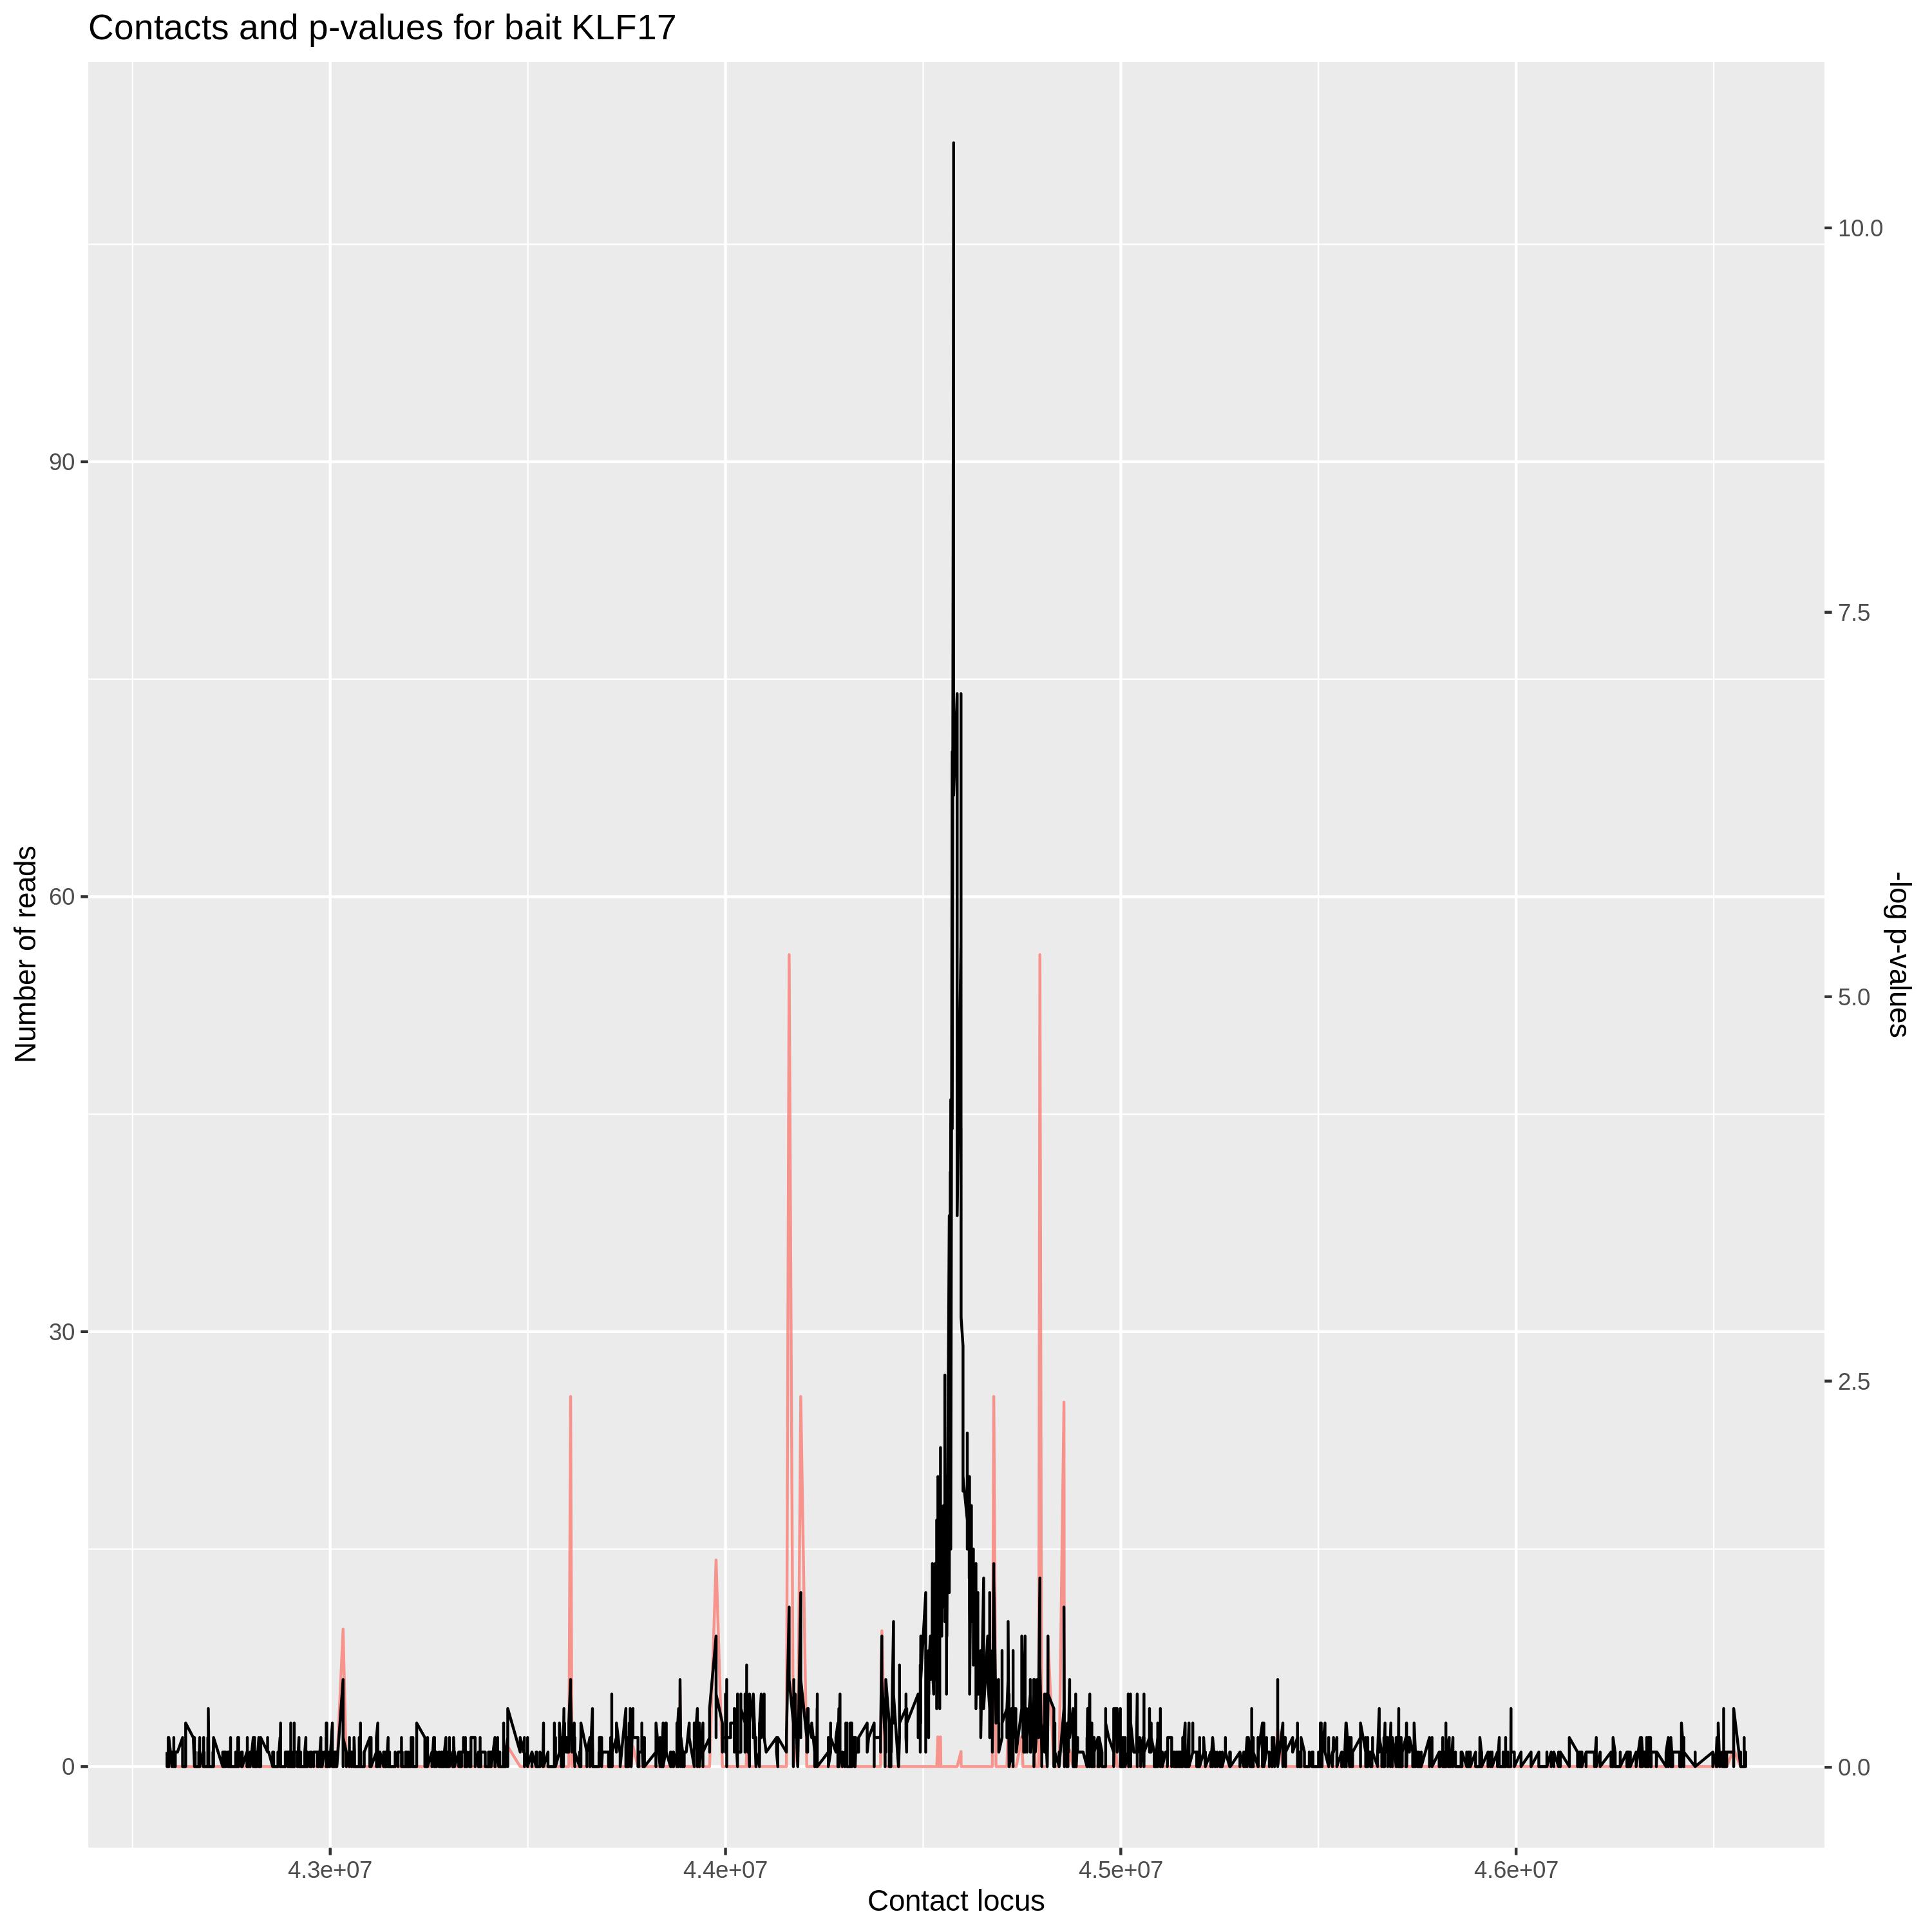 Contacts and p-values for bait KLF17
Number of reads
90
60
30
0
10.0
7.5
5.0
2.5
0.0
-log p-values
4.3e+07
4.4e+07
4.5e+07
4.6e+07
Contact locus